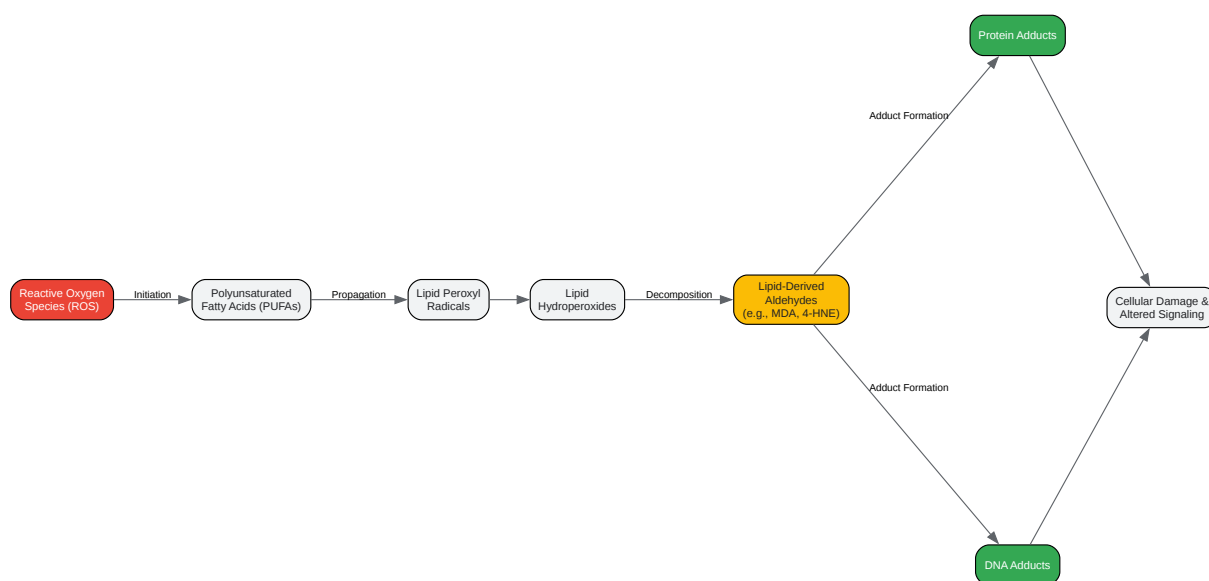 Protein Adducts
Adduct Formation
Reactive Oxygen
Species (ROS)
Initiation
Polyunsaturated
Fatty Acids (PUFAs)
Propagation
Lipid Peroxyl
Radicals
Lipid
Hydroperoxides
Decomposition
Lipid-Derived
Aldehydes
(e.g., MDA, 4-HNE)
Cellular Damage &
Altered Signaling
Adduct Formation
DNA Adducts